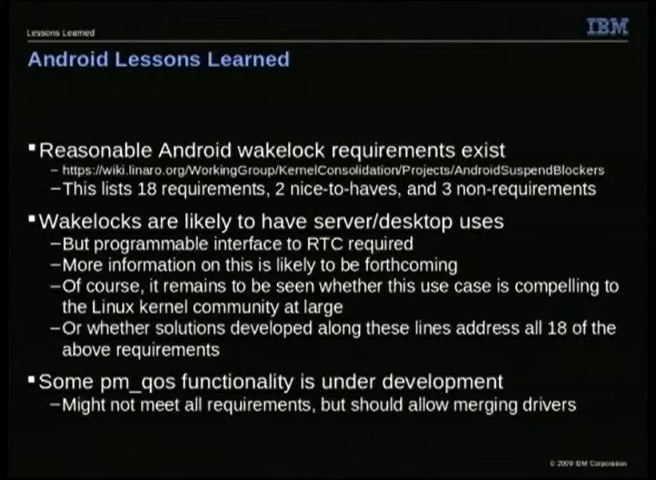 Lessons Learned
IBM
Android Lessons Learned
▪Reasonable Android wakelock requirements exist
–https://wiki.linaro.org/WorkingGroup/KernelConsolidation/Projects/AndroidSuspendBlockers
–This lists 18 requirements, 2 nice-to-haves, and 3 non-requirements
▪Wakelocks are likely to have server/desktop uses
–But programmable interface to RTC required
–More information on this is likely to be forthcoming
–Of course, it remains to be seen whether this use case is compelling to
the Linux kernel community at large
–Or whether solutions developed along these lines address all 18 of the
above requirements
▪Some pm_qos functionality is under development
–Might not meet all requirements, but should allow merging drivers
© 2009 IBM Corporation